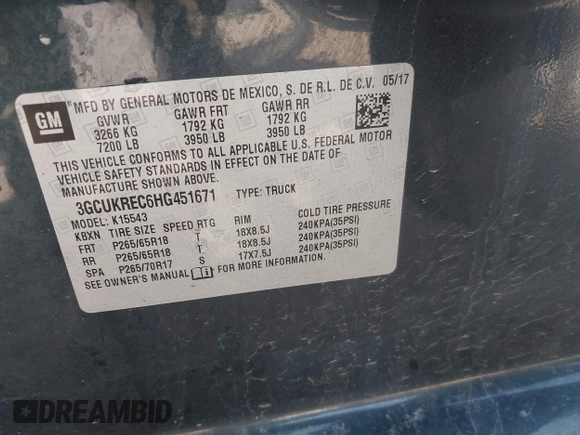 GM
MFD BY GENERAL MOTORS DE MEXICO, S. DE R.L. DE C.V. 05/17
GVWR GAWR FRT GAWR RR
3266 KG 1792 KG 1792 KG
7200 LB 3950 LB 3950 LB
THIS VEHICLE CONFORMS TO ALL APPLICABLE U.S. FEDERAL MOTOR
VEHICLE SAFETY STANDARDS IN EFFECT ON THE DATE OF
MANUFACTURE SHOWN ABOVE.
3GCUKREC6HG451671 TYPE: TRUCK
MODEL: K15543
KBXN TIRE SIZE SPEED RTG RIM COLD TIRE PRESSURE
FRT P265/65R18 T 18X8.5J 240KPA(35PSI)
RR P265/65R18 T 18X8.5J 240KPA(35PSI)
SPA P265/70R17 S 17X7.5J 240KPA(35PSI)
SEE OWNER'S MANUAL FOR MORE INFORMATION.
DREAMBID